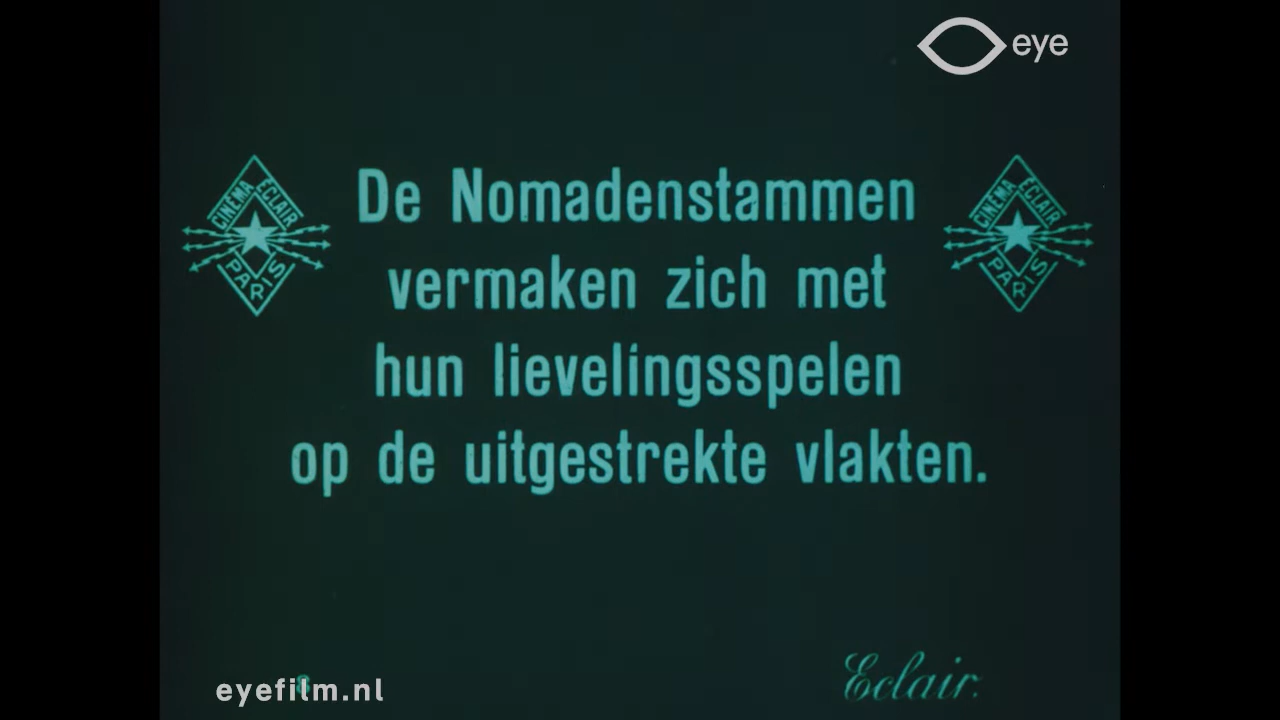 eye
CINEMA ECLAIR PARIS
CINEMA ECLAIR PARIS
De Nomadenstammen
vermaken zich met
hun lievelingsspelen
op de uitgestrekte vlakten.
8
eyefilm.nl
Eclair.